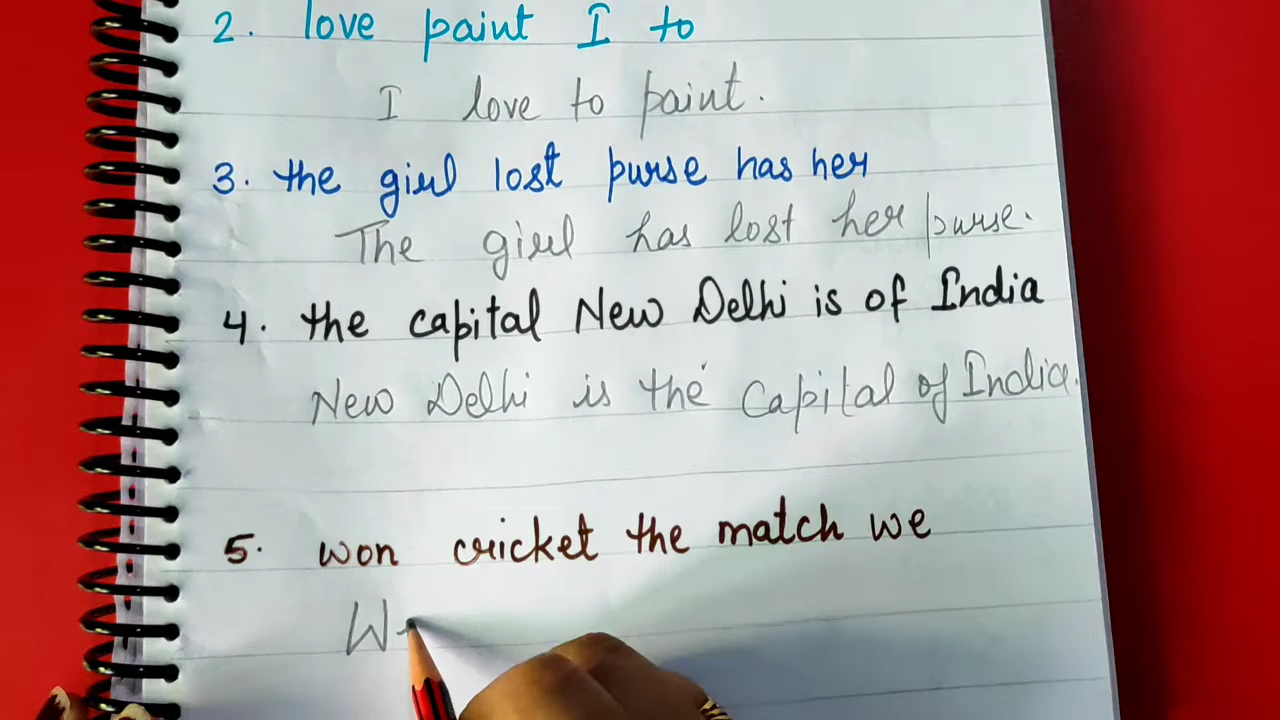 2. love paint I to
I love to paint.
3. the girl lost purse has her
The girl has lost her purse.
4. the capital New Delhi is of India
New Delhi is the Capital of India.
5. won cricket the match we
W